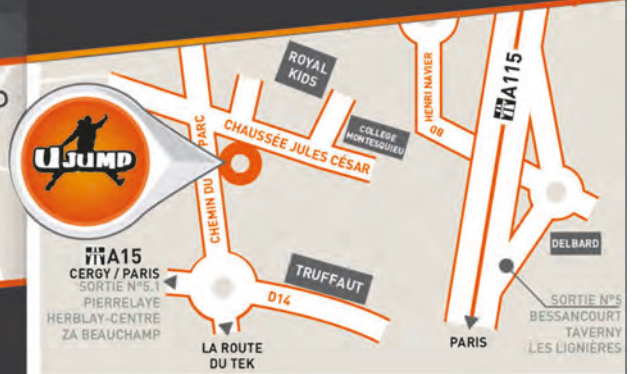 ROYAL
KIDS
COLLEGE
MONTESQUIEU
CHAUSSÉE JULES CÉSAR
CHEMIN DU PARC
UJUMP
BD HENRI NAVIER
A115
DELBARD
A15
CERGY / PARIS
SORTIE N°5.1
PIERRELAYE
HERBLAY-CENTRE
ZA BEAUCHAMP
TRUFFAUT
D14
LA ROUTE
DU TEK
PARIS
SORTIE N°5
BESSANCOURT
TAVERNY
LES LIGNIÈRES